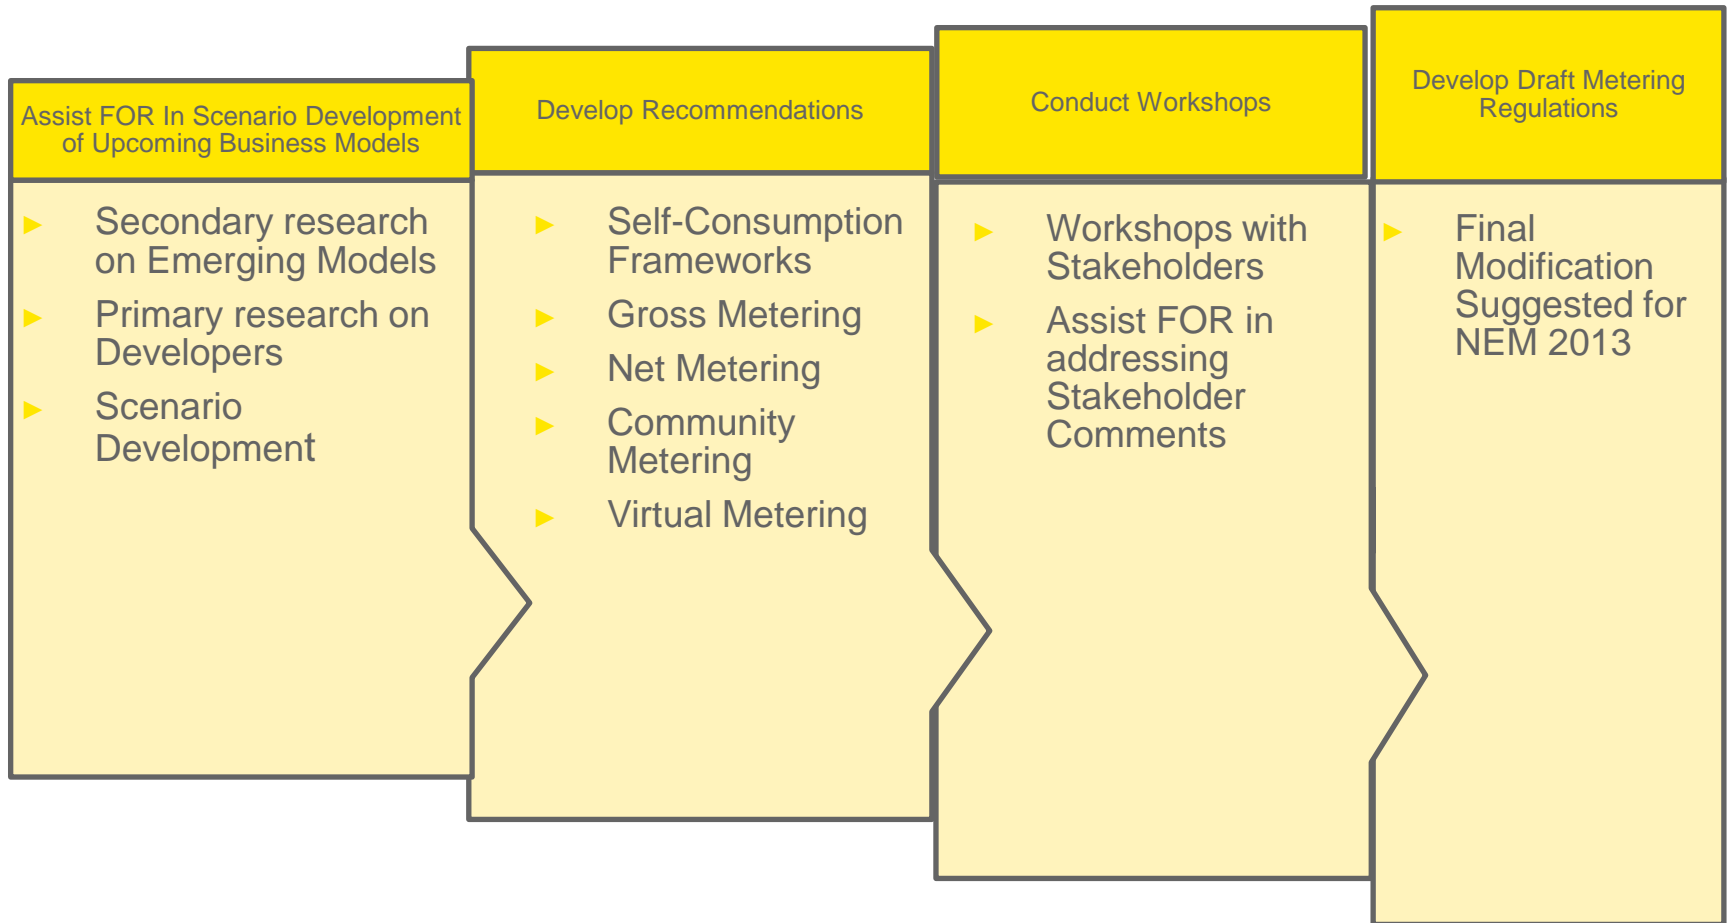 Assist FOR In Scenario Development
of Upcoming Business Models
► Secondary research
on Emerging Models
► Primary research on
Developers
► Scenario
Development
Develop Recommendations
► Self-Consumption
Frameworks
► Gross Metering
► Net Metering
► Community
Metering
► Virtual Metering
Conduct Workshops
► Workshops with
Stakeholders
► Assist FOR in
addressing
Stakeholder
Comments
Develop Draft Metering
Regulations
► Final
Modification
Suggested for
NEM 2013